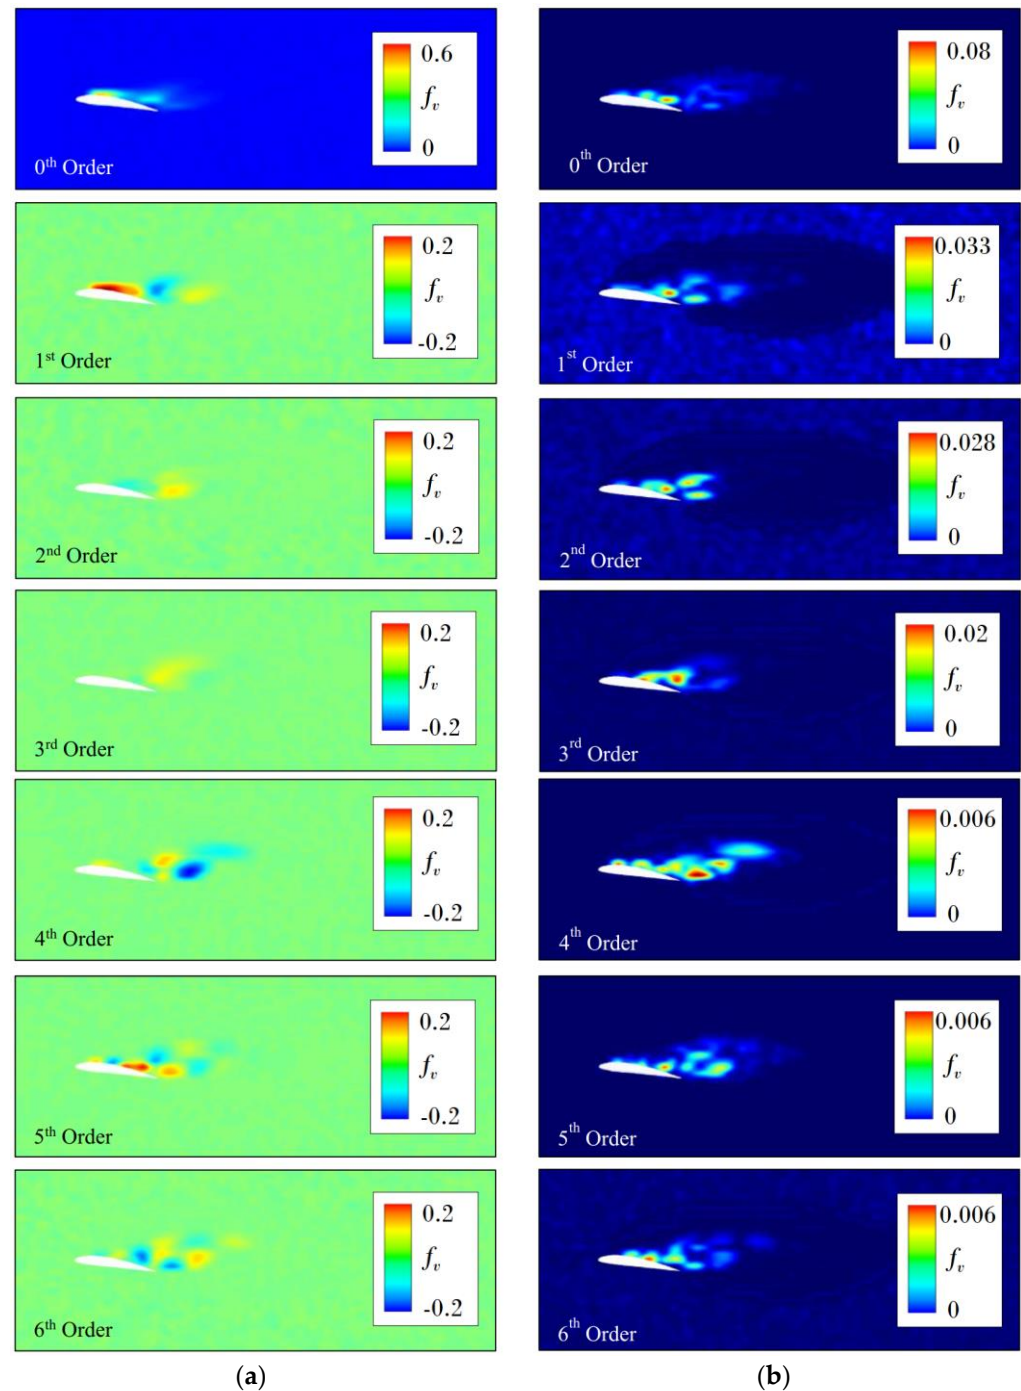 0.6
f_v
0
0th Order
0.08
f_v
0
0th Order
0.2
f_v
-0.2
1st Order
0.033
f_v
0
1st Order
0.2
f_v
-0.2
2nd Order
0.028
f_v
0
2nd Order
0.2
f_v
-0.2
3rd Order
0.02
f_v
0
3rd Order
0.2
f_v
-0.2
4th Order
0.006
f_v
0
4th Order
0.2
f_v
-0.2
5th Order
0.006
f_v
0
5th Order
0.2
f_v
-0.2
6th Order
0.006
f_v
0
6th Order
(a)
(b)